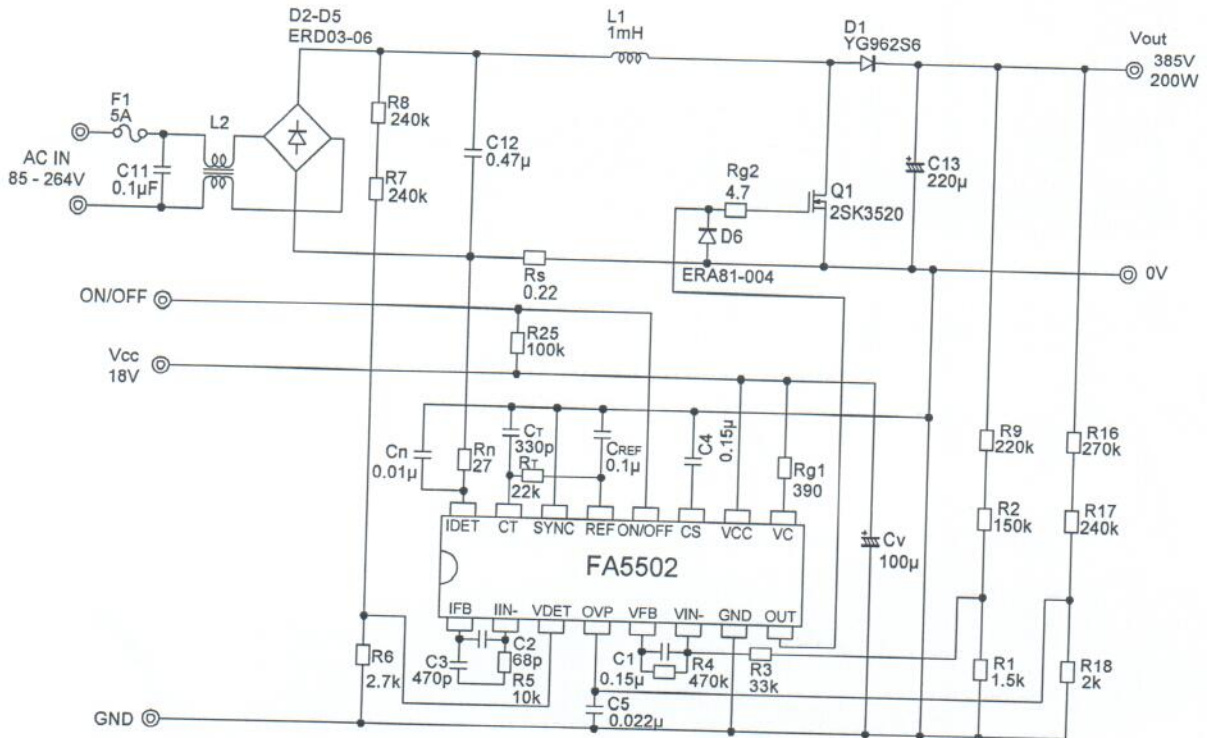 D2-D5
ERD03-06
L1
1mH
D1
YG962S6
Vout
385V
200W
F1
5A
L2
R8
240k
C12
0.47μ
AC IN
85 - 264V
C11
0.1μF
R7
240k
Rg2
4.7
Q1
2SK3520
C13
220μ
D6
ERA81-004
Rs
0.22
0V
ON/OFF
R25
100k
Vcc
18V
Cn
0.01μ
Rn
27
CT
330p
RT
22k
CREF
0.1μ
C4
0.15μ
Rg1
390
R9
220k
R16
270k
R2
150k
R17
240k
IDET
CT
SYNC
REF
ON/OFF
CS
VCC
VC
Cv
100μ
FA5502
IFB
IIN-
VDET
OVP
VFB
VIN-
GND
OUT
R6
2.7k
C3
470p
C2
68p
R5
10k
C1
0.15μ
R4
470k
R3
33k
R1
1.5k
R18
2k
C5
0.022μ
GND